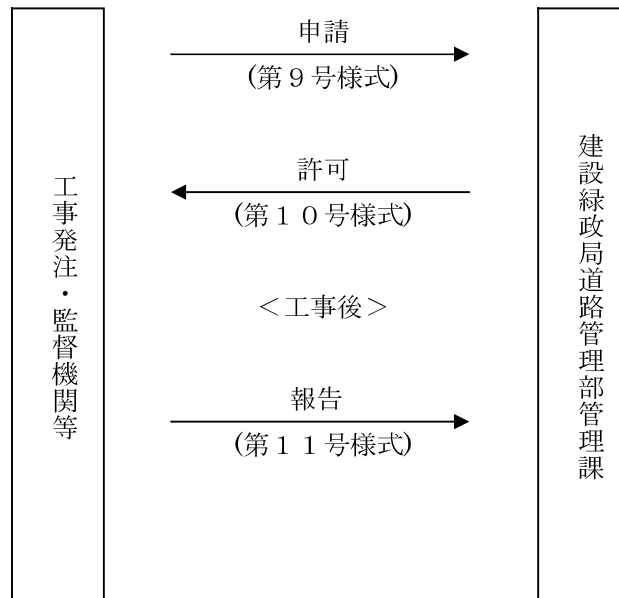 工事発注・監督機関等
申請
(第９号様式)
許可
(第１０号様式)
＜工事後＞
報告
(第１１号様式)
建設緑政局道路管理部管理課